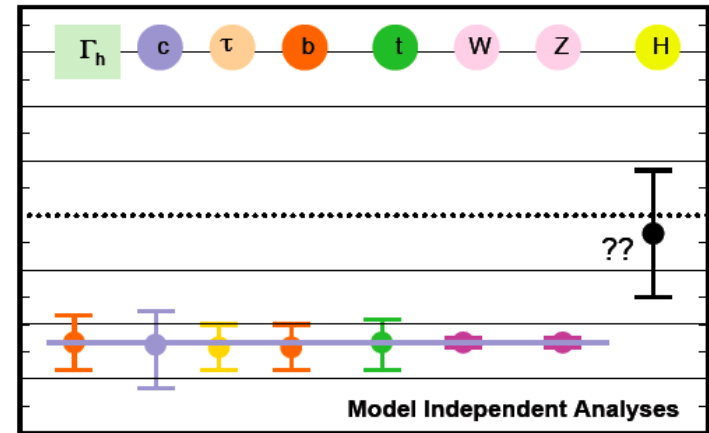 Γh c τ b t W Z H
??
Model Independent Analyses